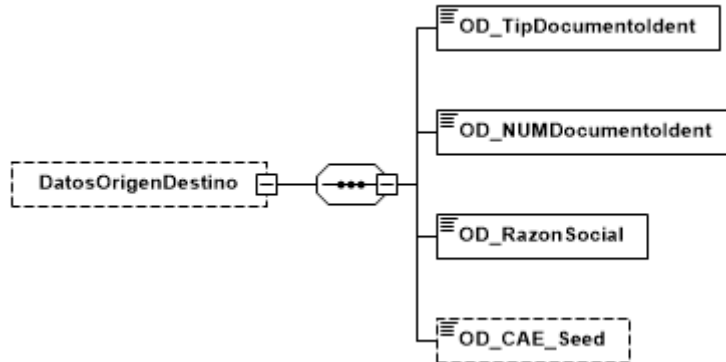 OD_TipDocumentoIdent
OD_NUMDocumentoIdent
DatosOrigenDestino
OD_RazonSocial
OD_CAE_Seed